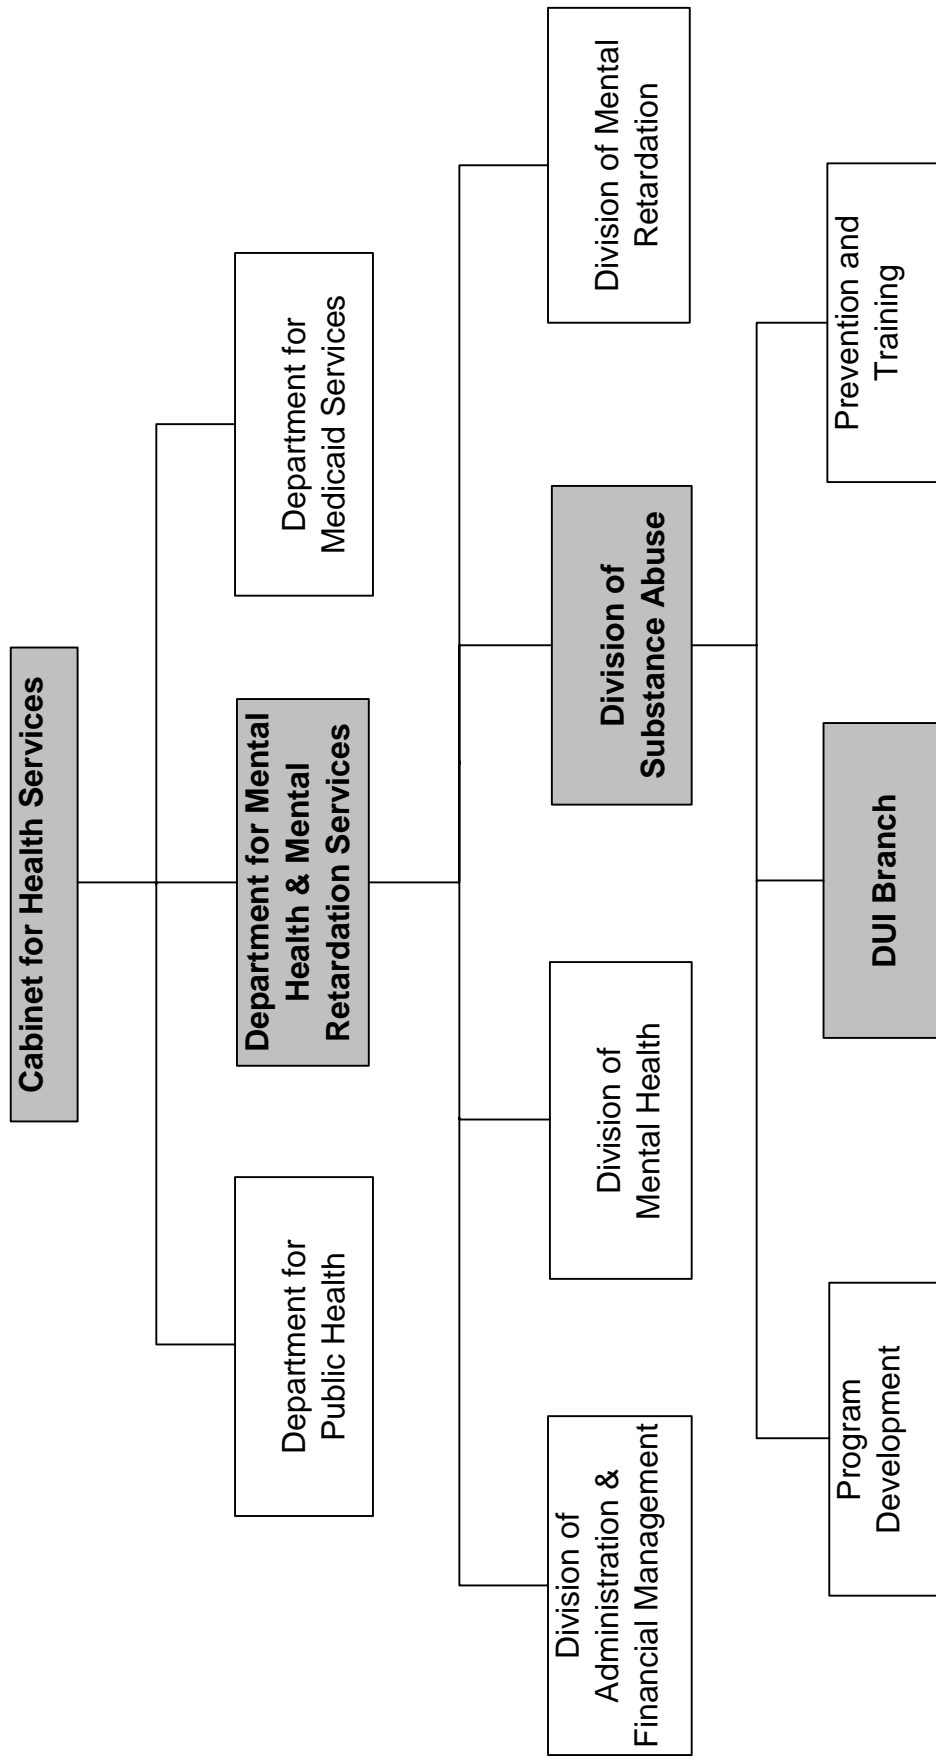 Cabinet for Health Services
Department for
Public Health
Department for Mental
Health & Mental
Retardation Services
Department for
Medicaid Services
Division of
Administration &
Financial Management
Division of
Mental Health
Division of
Substance Abuse
Division of Mental
Retardation
Program
Development
DUI Branch
Prevention and
Training